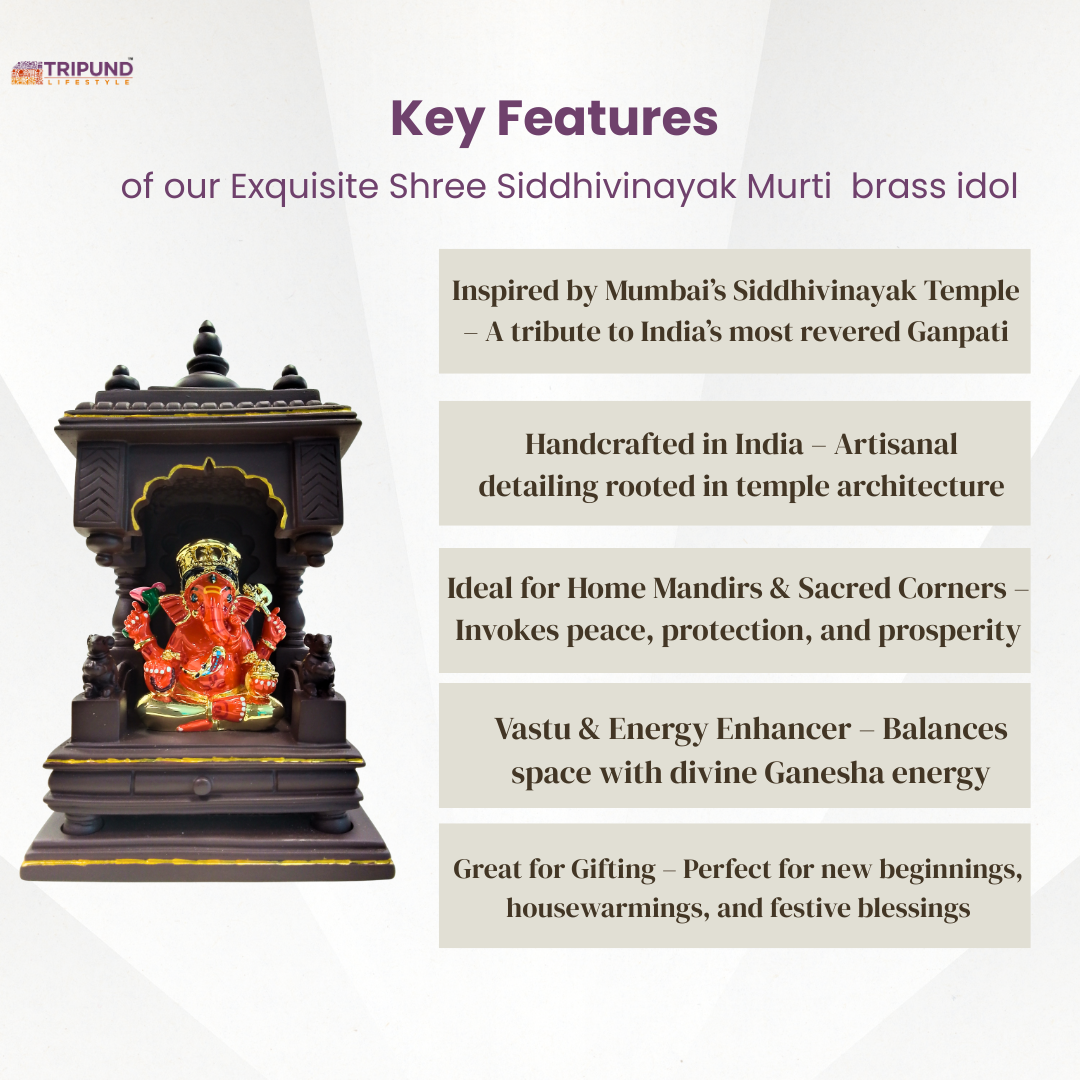 TRIPUND™
LIFESTYLE
Key Features
of our Exquisite Shree Siddhivinayak Murti brass idol
Inspired by Mumbai’s Siddhivinayak Temple
– A tribute to India’s most revered Ganpati
Handcrafted in India – Artisanal
detailing rooted in temple architecture
Ideal for Home Mandirs & Sacred Corners –
Invokes peace, protection, and prosperity
Vastu & Energy Enhancer – Balances
space with divine Ganesha energy
Great for Gifting – Perfect for new beginnings,
housewarmings, and festive blessings